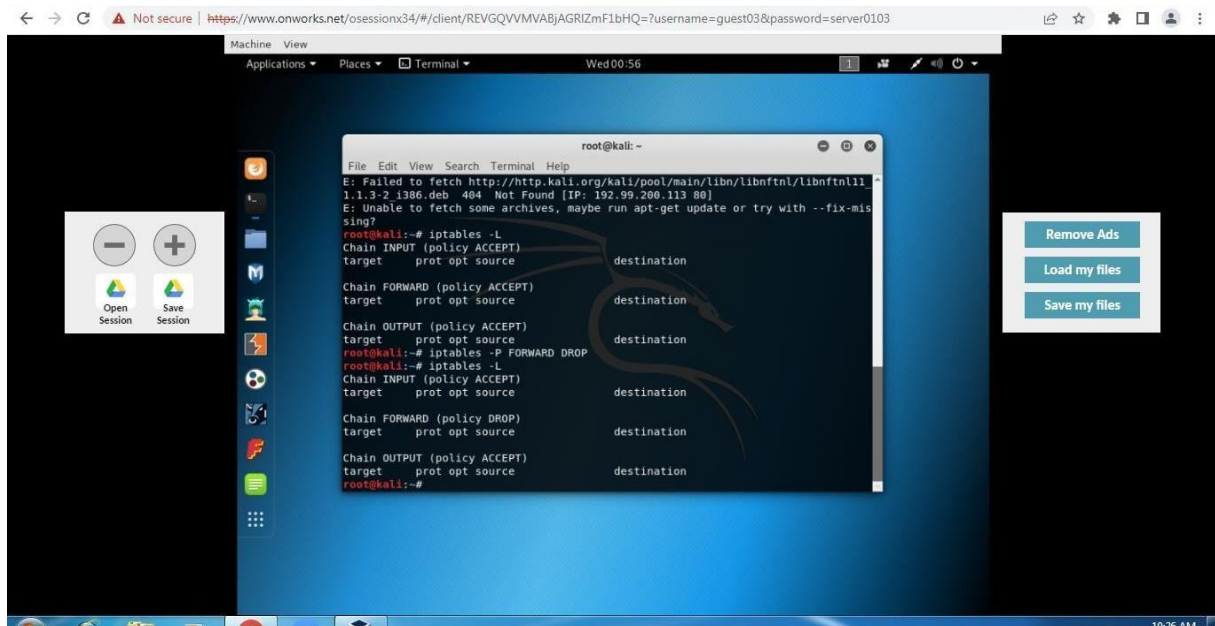 Not secure | https://www.onworks.net/osessionx34/#/client/REVGQVVMVABjAGRlZmF1bHQ=?username=guest03&password=server0103
Machine View
Applications Places Terminal Wed00:56 1
root@kali: ~
File Edit View Search Terminal Help
E: Failed to fetch http://http.kali.org/kali/pool/main/libn/libnftnl/libnftnl11_
1.1.3-2_i386.deb 404 Not Found [IP: 192.99.200.113 80]
E: Unable to fetch some archives, maybe run apt-get update or try with --fix-mis
sing?
root@kali:~# iptables -L
Chain INPUT (policy ACCEPT)
target prot opt source destination
Chain FORWARD (policy ACCEPT)
target prot opt source destination
Chain OUTPUT (policy ACCEPT)
target prot opt source destination
root@kali:~# iptables -P FORWARD DROP
root@kali:~# iptables -L
Chain INPUT (policy ACCEPT)
target prot opt source destination
Chain FORWARD (policy DROP)
target prot opt source destination
Chain OUTPUT (policy ACCEPT)
target prot opt source destination
root@kali:~#
Open
Session
Save
Session
Remove Ads
Load my files
Save my files
10:26 AM